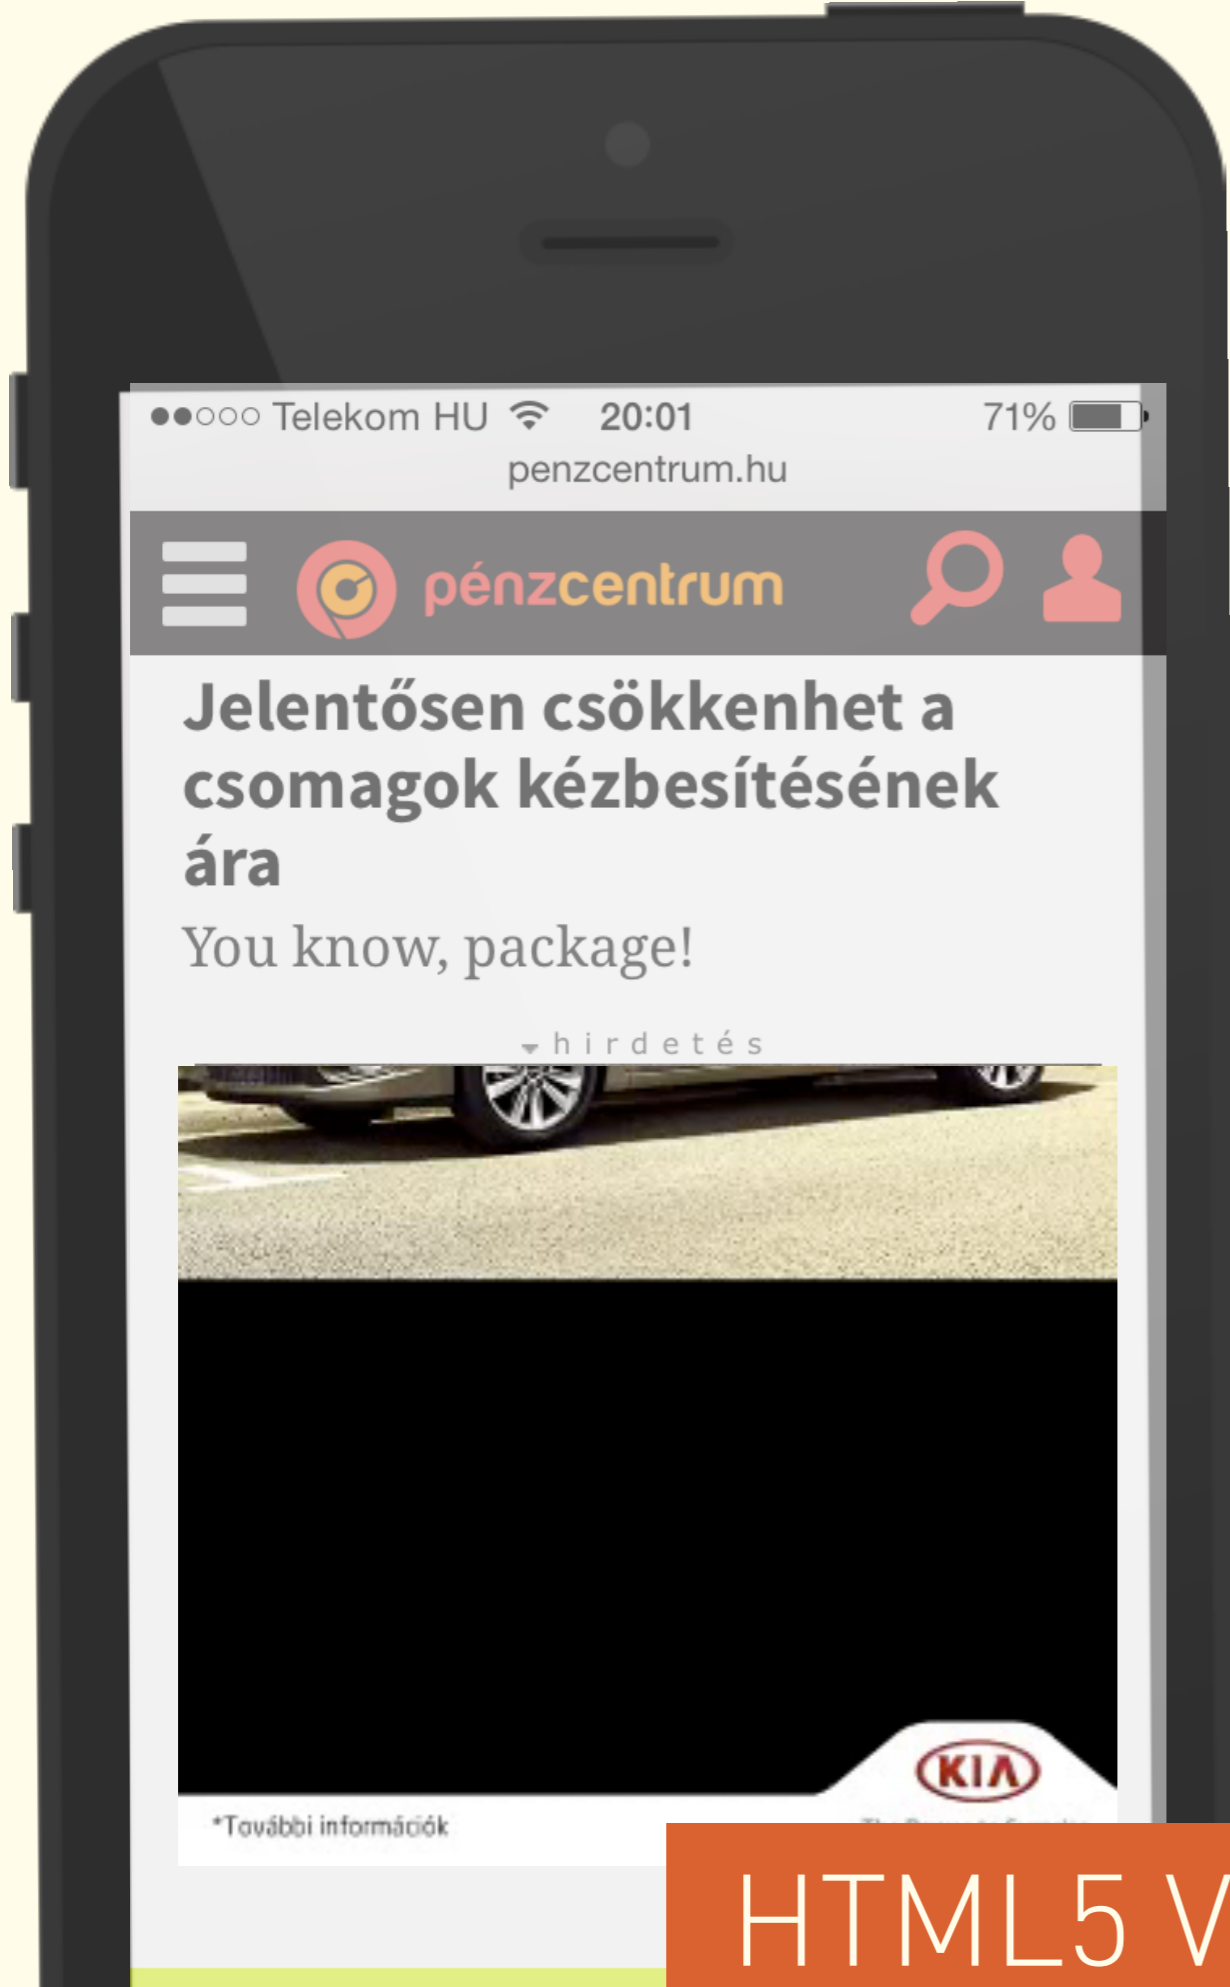 Telekom HU 20:01 71%
penzcentrum.hu
pénzcentrum
Jelentősen csökkenhet a
csomagok kézbesítésének
ára
You know, package!
hirdetés
KIA
*További információk
HTML5 V